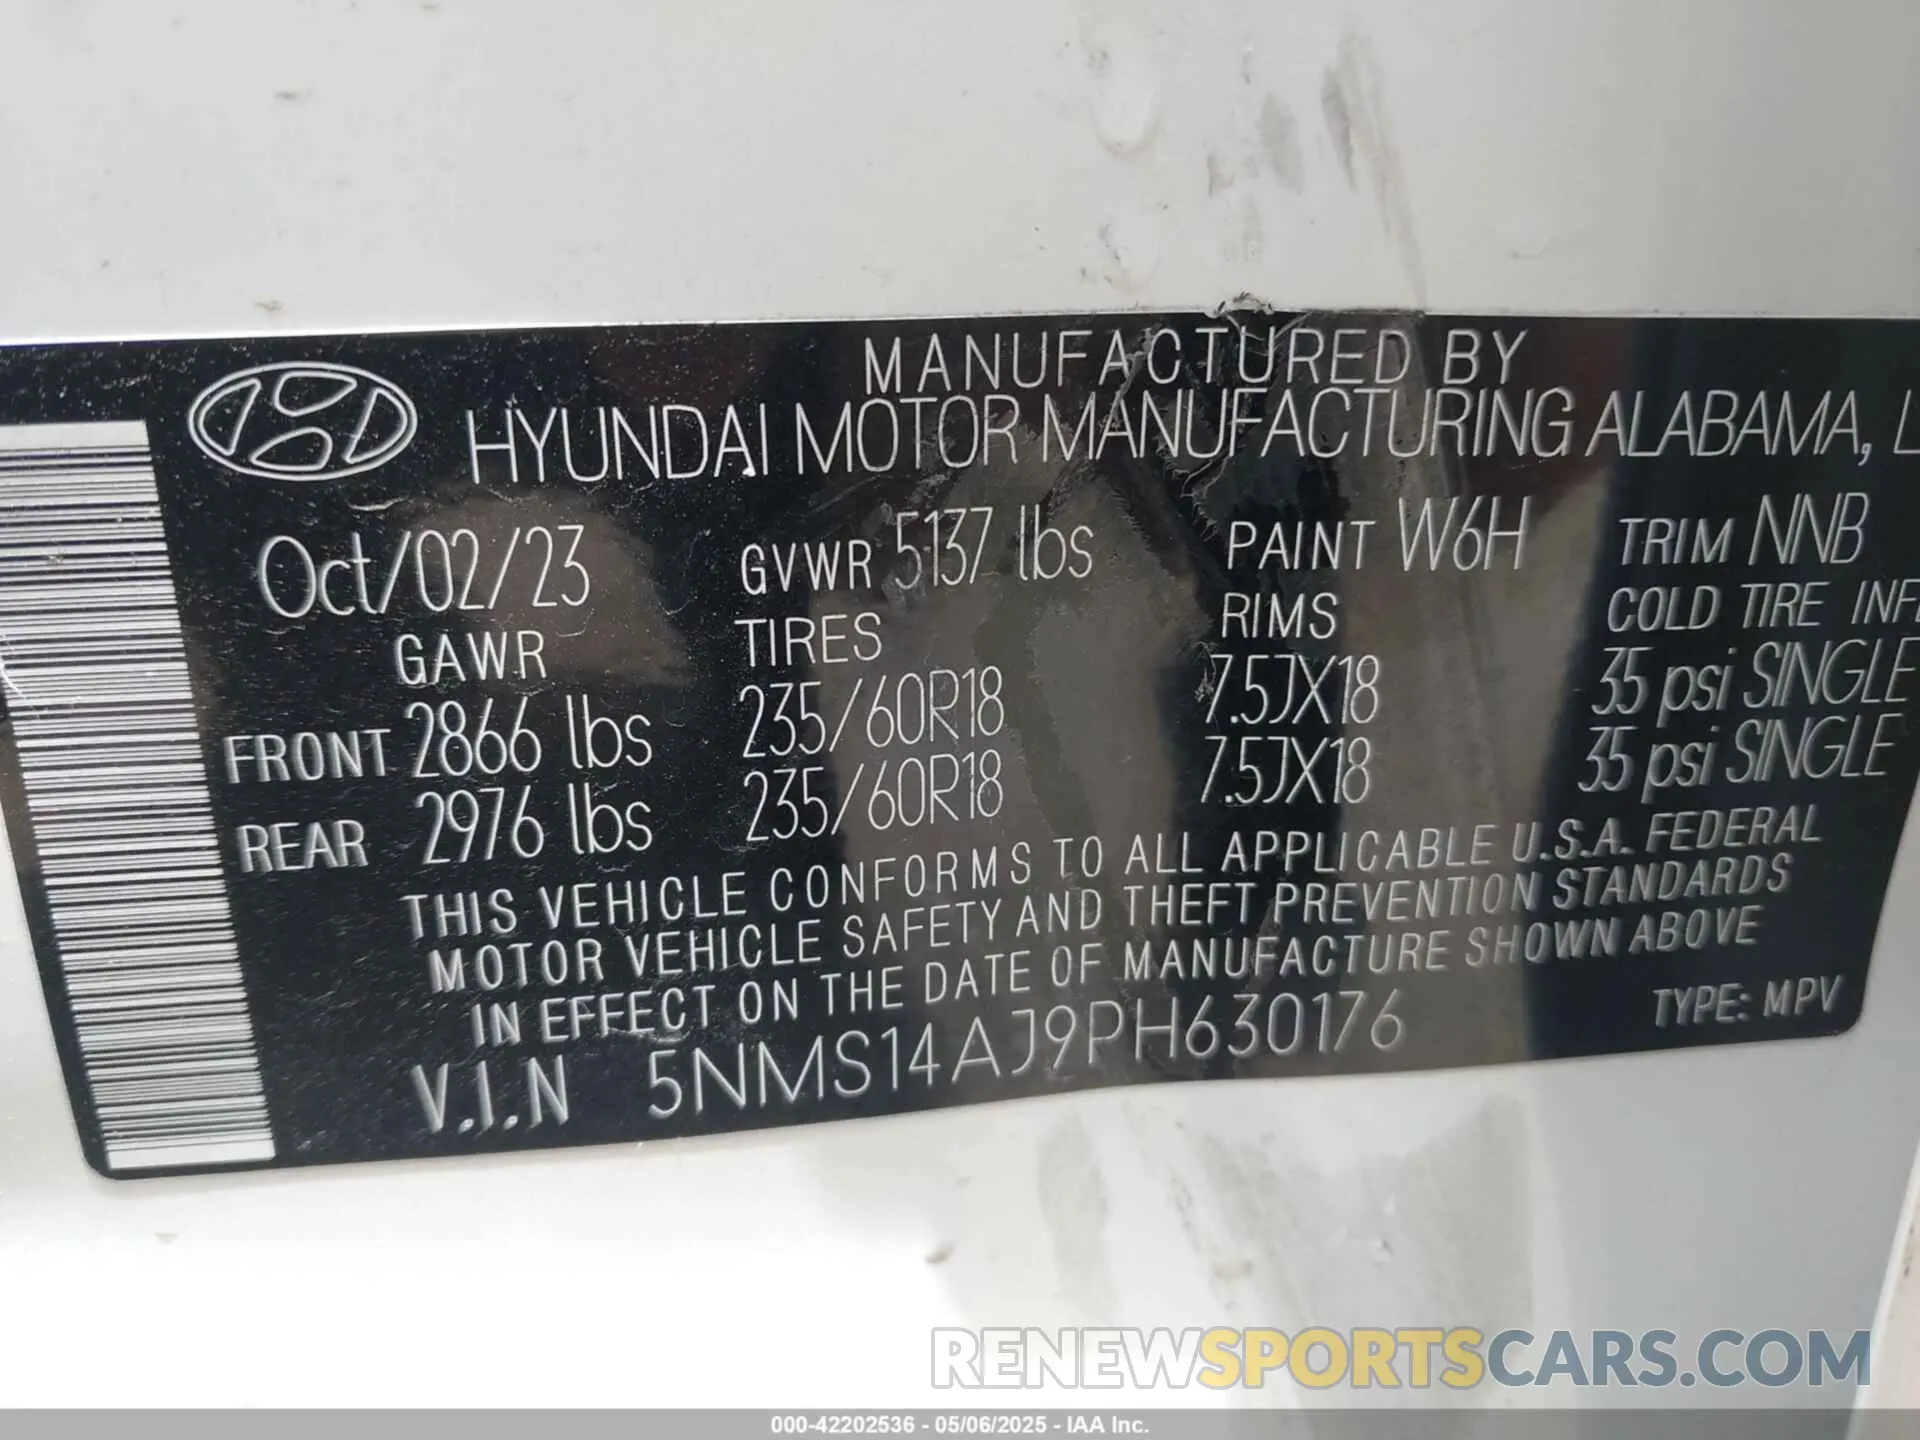 MANUFACTURED BY
HYUNDAI MOTOR MANUFACTURING ALABAMA, L
Oct/02/23 GVWR 5137 lbs PAINT W6H TRIM NNB
GAWR TIRES RIMS COLD TIRE INF
FRONT 2866 lbs 235/60R18 7.5JX18 35 psi SINGLE
REAR 2976 lbs 235/60R18 7.5JX18 35 psi SINGLE
THIS VEHICLE CONFORMS TO ALL APPLICABLE U.S.A. FEDERAL
MOTOR VEHICLE SAFETY AND THEFT PREVENTION STANDARDS
IN EFFECT ON THE DATE OF MANUFACTURE SHOWN ABOVE
V.I.N 5NMS14AJ9PH630176 TYPE: MPV
RENEWSPORTSCARS.COM
000-42202536 - 05/06/2025 - IAA Inc.